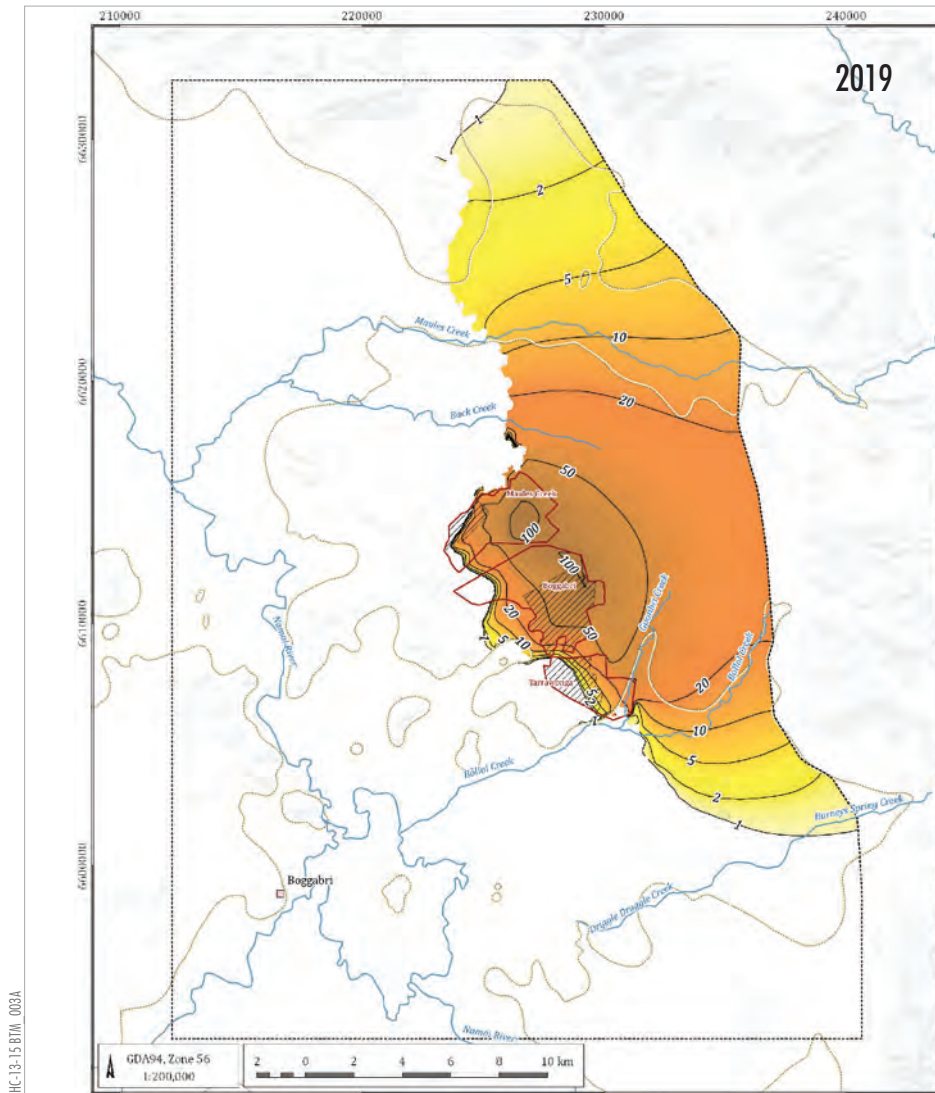 210000
220000
230000
240000
2019
6630000
6620000
6610000
6600000
1
1
2
5
10
20
50
100
100
50
20
10
5
1
5
2
1
20
10
5
2
1
Maules Creek
Back Creek
Maules Creek
Boggabri
Goonbri Creek
Bollol Creek
Namoi River
Tarrawonga
Bollol Creek
Burneys Spring Creek
Boggabri
Driggle Draggle Creek
Namoi River
GDA94, Zone 56
1:200,000
2 0 2 4 6 8 10 km
HC-13-15 BTM 003A